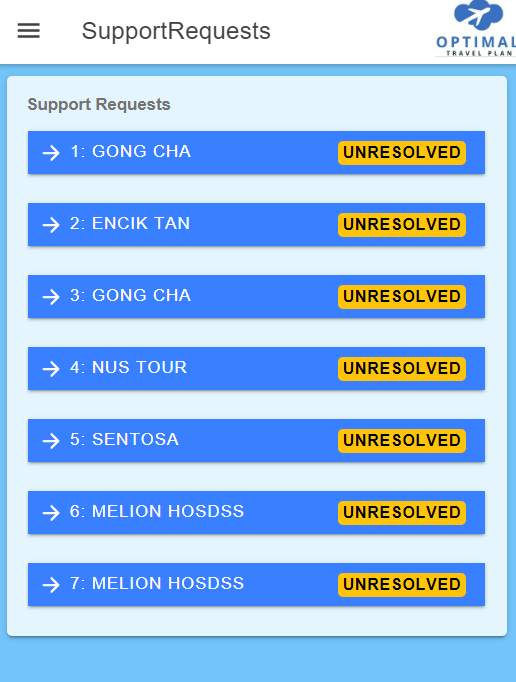 SupportRequests
OPTIMAL
TRAVEL PLAN
Support Requests
1: GONG CHA UNRESOLVED
2: ENCIK TAN UNRESOLVED
3: GONG CHA UNRESOLVED
4: NUS TOUR UNRESOLVED
5: SENTOSA UNRESOLVED
6: MELION HOSDSS UNRESOLVED
7: MELION HOSDSS UNRESOLVED